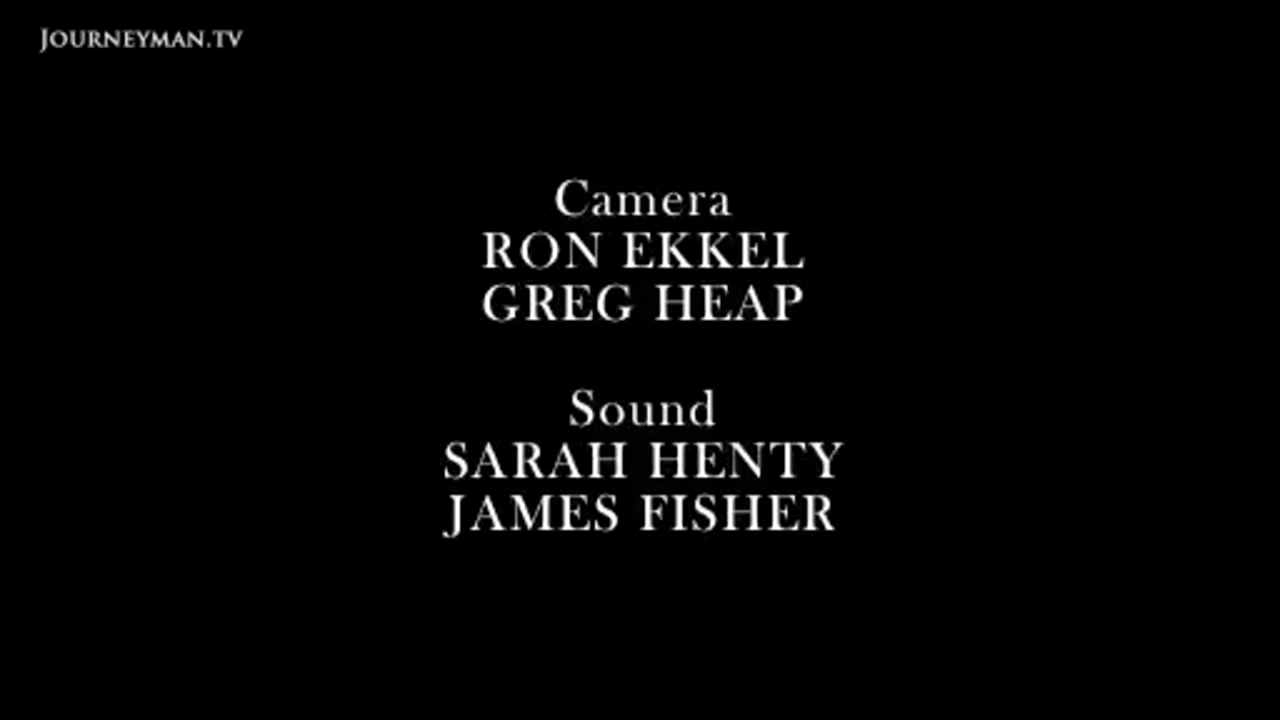 JOURNEYMAN.TV
Camera
RON EKKEL
GREG HEAP
Sound
SARAH HENTY
JAMES FISHER